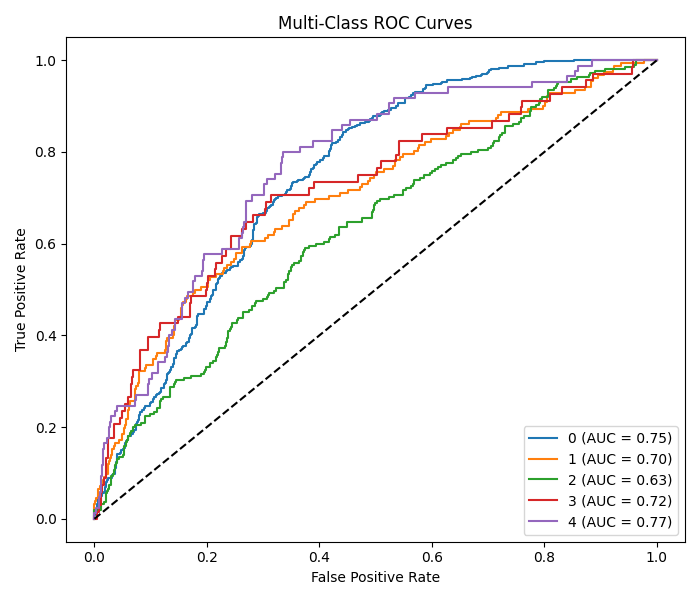 Multi-Class ROC Curves
True Positive Rate
1.0
0.8
0.6
0.4
0.2
0.0
0 (AUC = 0.75)
1 (AUC = 0.70)
2 (AUC = 0.63)
3 (AUC = 0.72)
4 (AUC = 0.77)
0.0 0.2 0.4 0.6 0.8 1.0
False Positive Rate